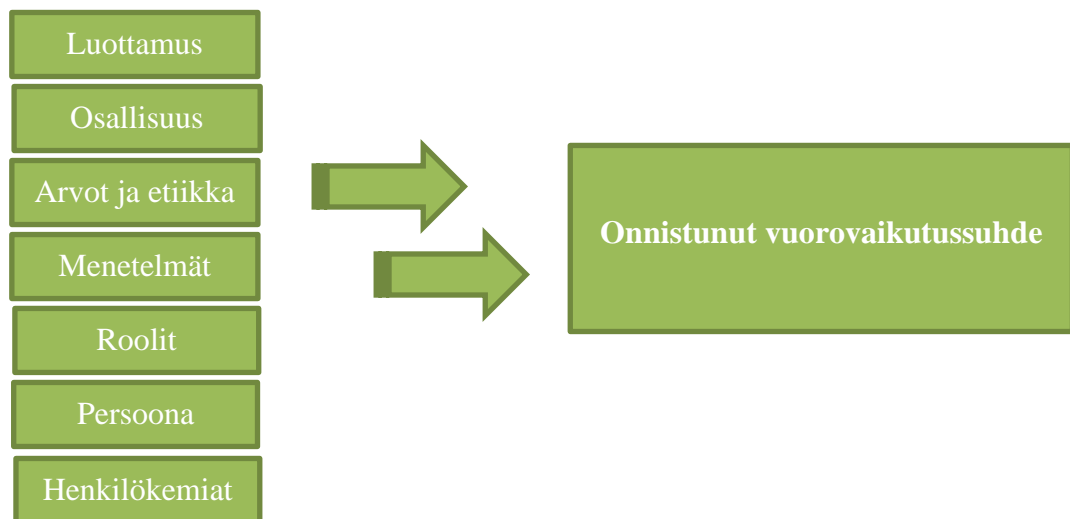 Luottamus
Osallisuus
Arvot ja etiikka
Menetelmät
Roolit
Persoona
Henkilökemiat
Onnistunut vuorovaikutussuhde